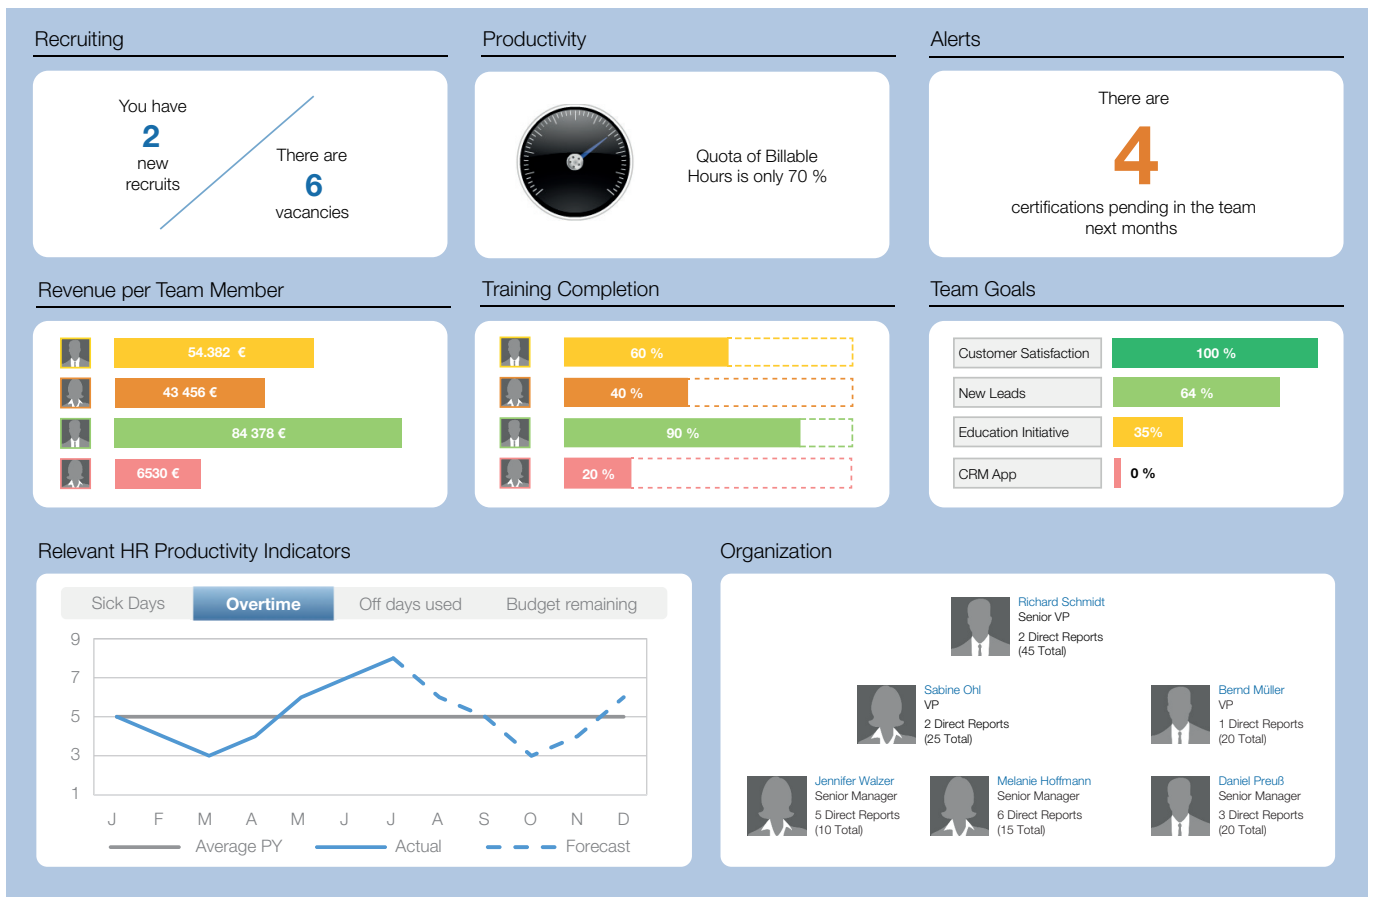 Recruiting
You have
2
new
recruits
There are
6
vacancies
Productivity
Quota of Billable
Hours is only 70 %
Alerts
There are
4
certifications pending in the team
next months
Revenue per Team Member
54.382 €
43 456 €
84 378 €
6530 €
Training Completion
60 %
40 %
90 %
20 %
Team Goals
Customer Satisfaction 100 %
New Leads 64 %
Education Initiative 35%
CRM App 0 %
Relevant HR Productivity Indicators
Sick Days Overtime Off days used Budget remaining
9
7
5
3
1
J F M A M J J A S O N D
Average PY Actual Forecast
Organization
Richard Schmidt
Senior VP
2 Direct Reports
(45 Total)
Sabine Ohl
VP
2 Direct Reports
(25 Total)
Bernd Müller
VP
1 Direct Reports
(20 Total)
Jennifer Walzer
Senior Manager
5 Direct Reports
(10 Total)
Melanie Hoffmann
Senior Manager
6 Direct Reports
(15 Total)
Daniel Preuß
Senior Manager
3 Direct Reports
(20 Total)